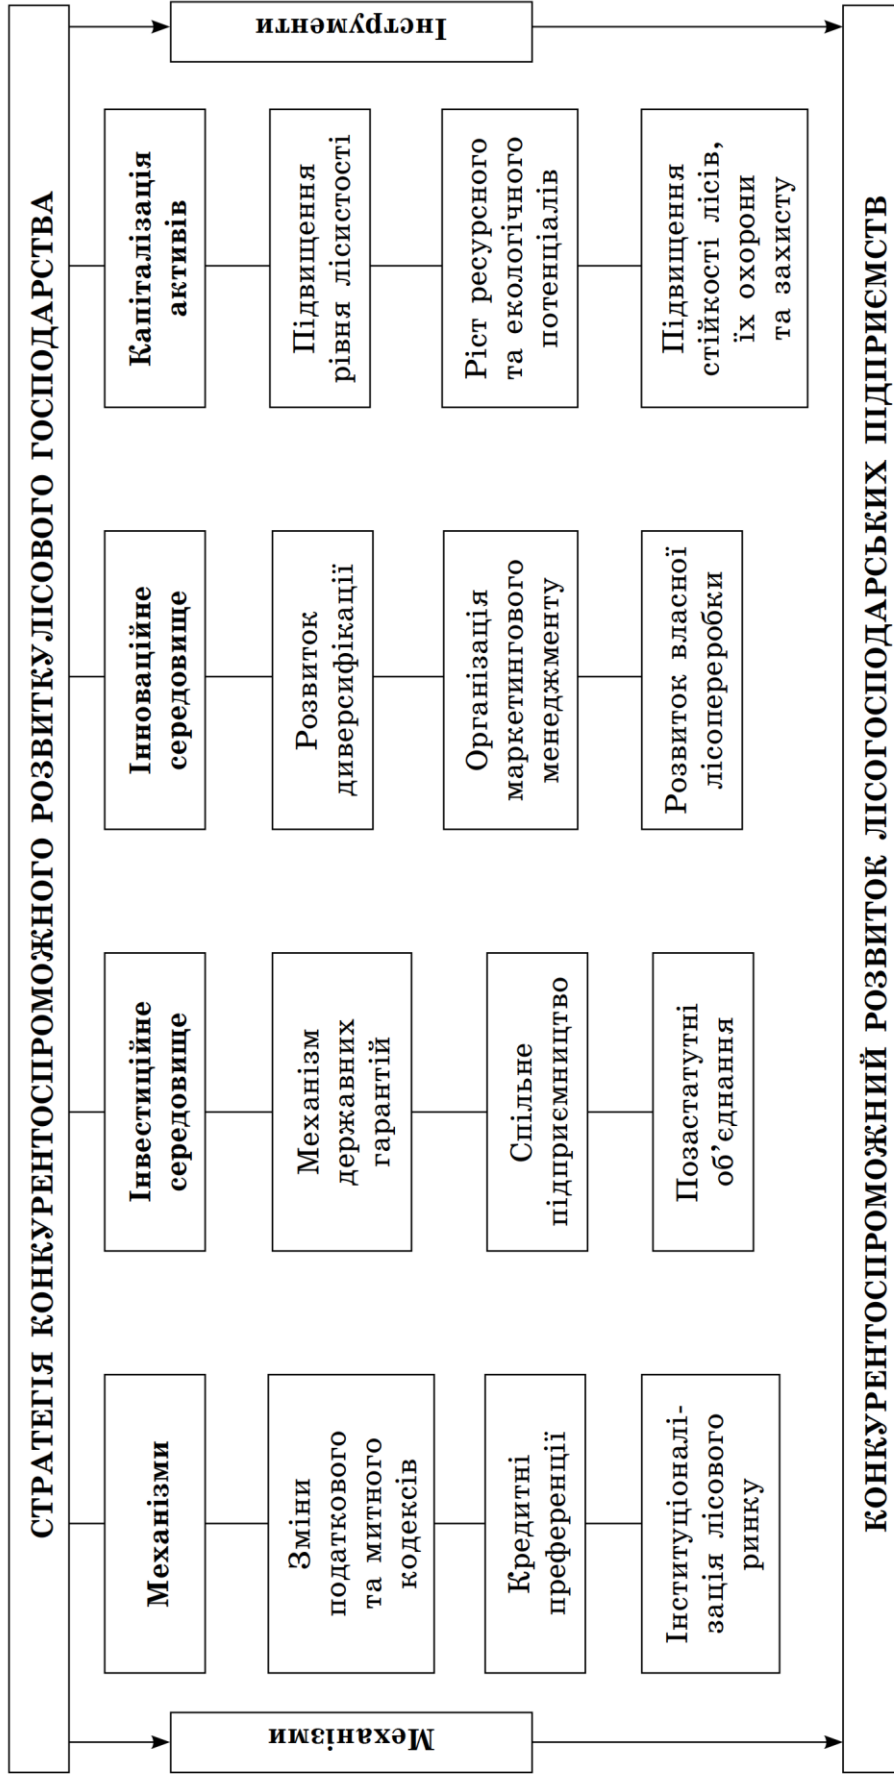 СТРАТЕГІЯ КОНКУРЕНТОСПРОМОЖНОГО РОЗВИТКУЛІСОВОГО ГОСПОДАРСТВА
Механізми
Механізми
Зміни
податкового
та митного
кодексів
Кредитні
преференції
Інституціоналі-
зація лісового
ринку
Інвестиційне
середовище
Механізм
державних
гарантій
Спільне
підприємництво
Позастатутні
об’єднання
Інноваційне
середовище
Розвиток
диверсифікації
Організація
маркетингового
менеджменту
Розвиток власної
лісопереробки
Капіталізація
активів
Підвищення
рівня лісистості
Ріст ресурсного
та екологічного
потенціалів
Підвищення
стійкості лісів,
їх охорони
та захисту
Інструменти
КОНКУРЕНТОСПРОМОЖНИЙ РОЗВИТОК ЛІСОГОСПОДАРСЬКИХ ПІДПРИЄМСТВ